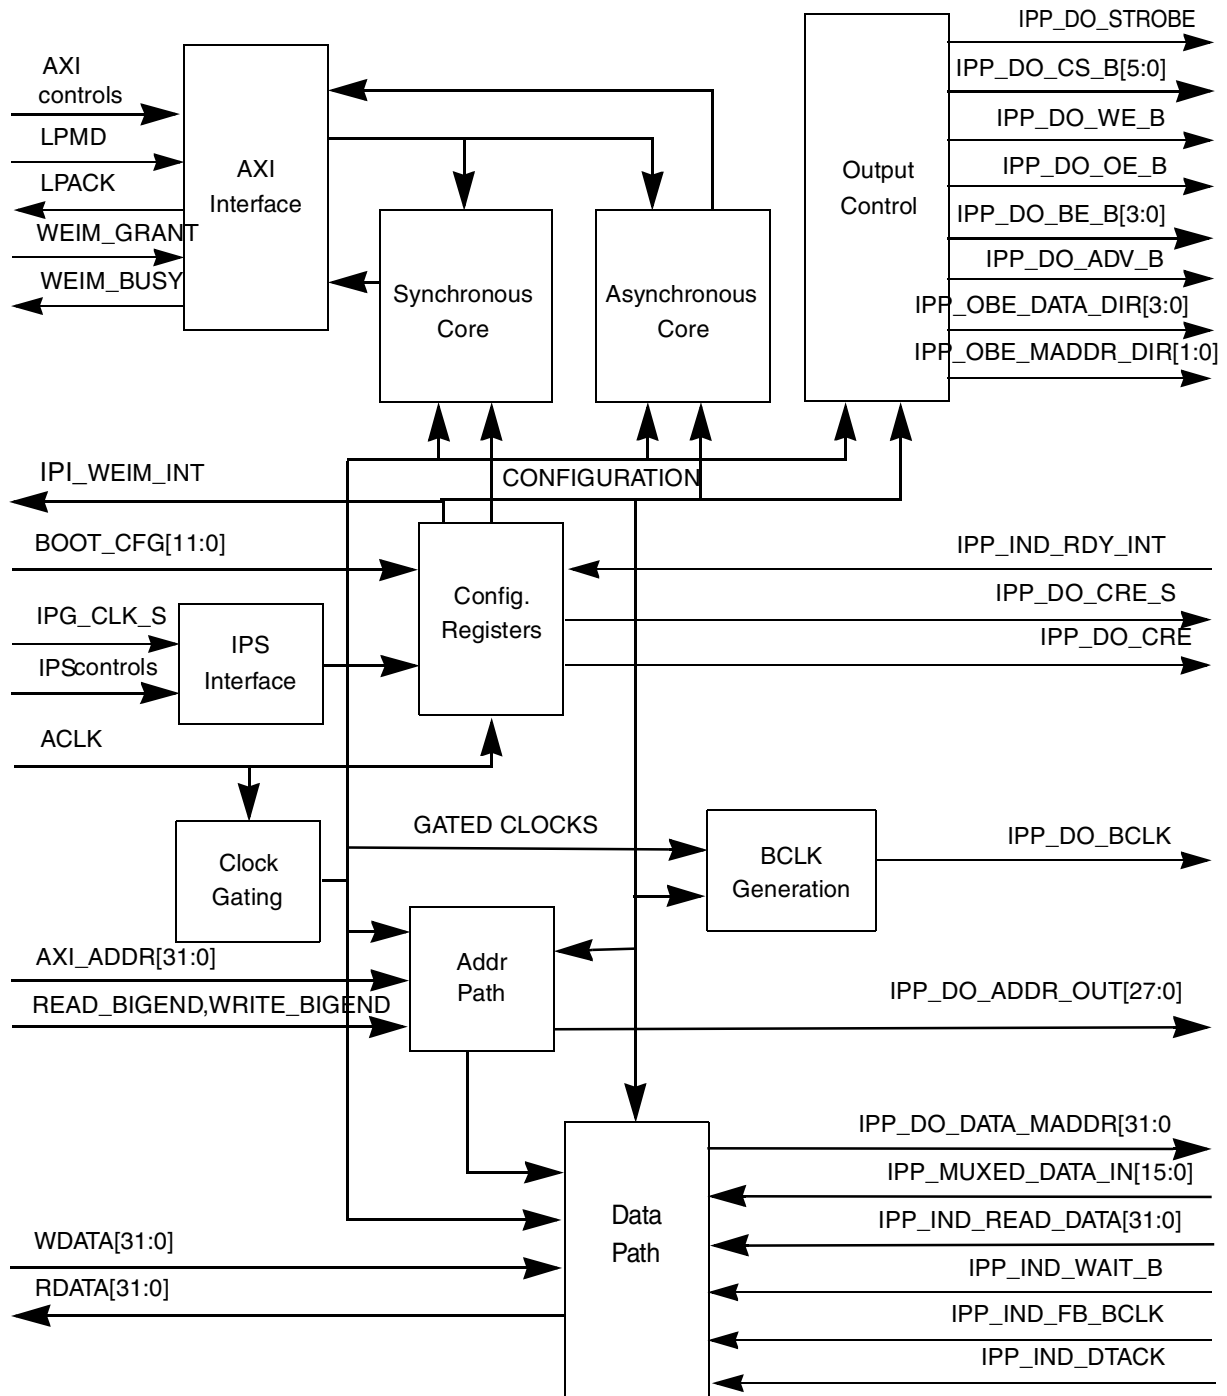 IPP_DO_STROBE
AXI
controls
IPP_DO_CS_B[5:0]
LPMD
IPP_DO_WE_B
AXI
Interface
Output
Control
LPACK
IPP_DO_OE_B
WEIM_GRANT
IPP_DO_BE_B[3:0]
WEIM_BUSY
IPP_DO_ADV_B
Synchronous
Core
Asynchronous
Core
IPP_OBE_DATA_DIR[3:0]
IPP_OBE_MADDR_DIR[1:0]
IPI_WEIM_INT
CONFIGURATION
BOOT_CFG[11:0]
IPP_IND_RDY_INT
Config.
Registers
IPP_DO_CRE_S
IPG_CLK_S
IPP_DO_CRE
IPS
Interface
IPScontrols
ACLK
GATED CLOCKS
IPP_DO_BCLK
Clock
Gating
BCLK
Generation
AXI_ADDR[31:0]
Addr
Path
READ_BIGEND,WRITE_BIGEND
IPP_DO_ADDR_OUT[27:0]
IPP_DO_DATA_MADDR[31:0
IPP_MUXED_DATA_IN[15:0]
Data
Path
IPP_IND_READ_DATA[31:0]
WDATA[31:0]
IPP_IND_WAIT_B
RDATA[31:0]
IPP_IND_FB_BCLK
IPP_IND_DTACK